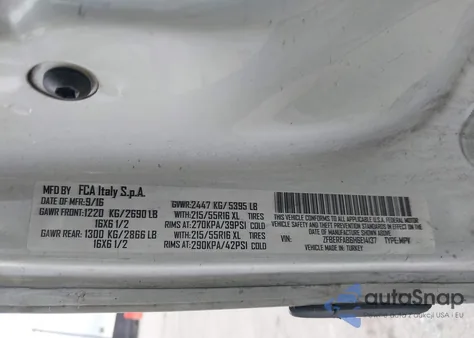 MFD BY FCA Italy S.p.A.
DATE OF MFR: 9/16 GVWR: 2447 KG/5395 LB
GAWR FRONT: 1220 KG/2690 LB WITH 215/55R16 XL TIRES
16X6 1/2 RIMS AT: 270KPA/39PSI COLD
GAWR REAR: 1300 KG/2866 LB WITH 215/55R16 XL TIRES
16X6 1/2 RIMS AT: 290KPA/42PSI COLD
THIS VEHICLE CONFORMS TO ALL APPLICABLE U.S.A. FEDERAL MOTOR
VEHICLE SAFETY AND THEFT PREVENTION STANDARDS IN EFFECT ON
THE DATE OF MANUFACTURE SHOWN ABOVE.
VIN: TYPE: MPV
VEHICLE MADE IN: TURKEY
autoSnap
aukcji USA - EU